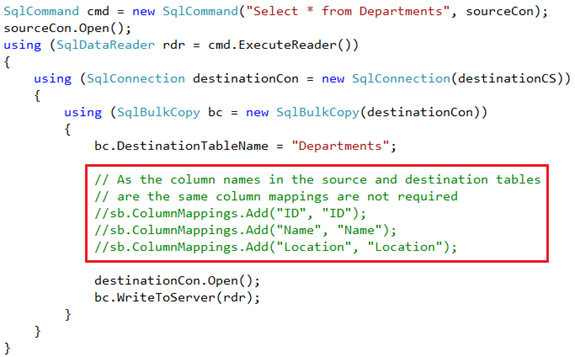 SqlCommand cmd = new SqlCommand("Select * from Departments", sourceCon);
sourceCon.Open();
using (SqlDataReader rdr = cmd.ExecuteReader())
{
    using (SqlConnection destinationCon = new SqlConnection(destinationCS))
    {
        using (SqlBulkCopy bc = new SqlBulkCopy(destinationCon))
        {
            bc.DestinationTableName = "Departments";
            // As the column names in the source and destination tables
            // are the same column mappings are not required
            //sb.ColumnMappings.Add("ID", "ID");
            //sb.ColumnMappings.Add("Name", "Name");
            //sb.ColumnMappings.Add("Location", "Location");
            destinationCon.Open();
            bc.WriteToServer(rdr);
        }
    }
}